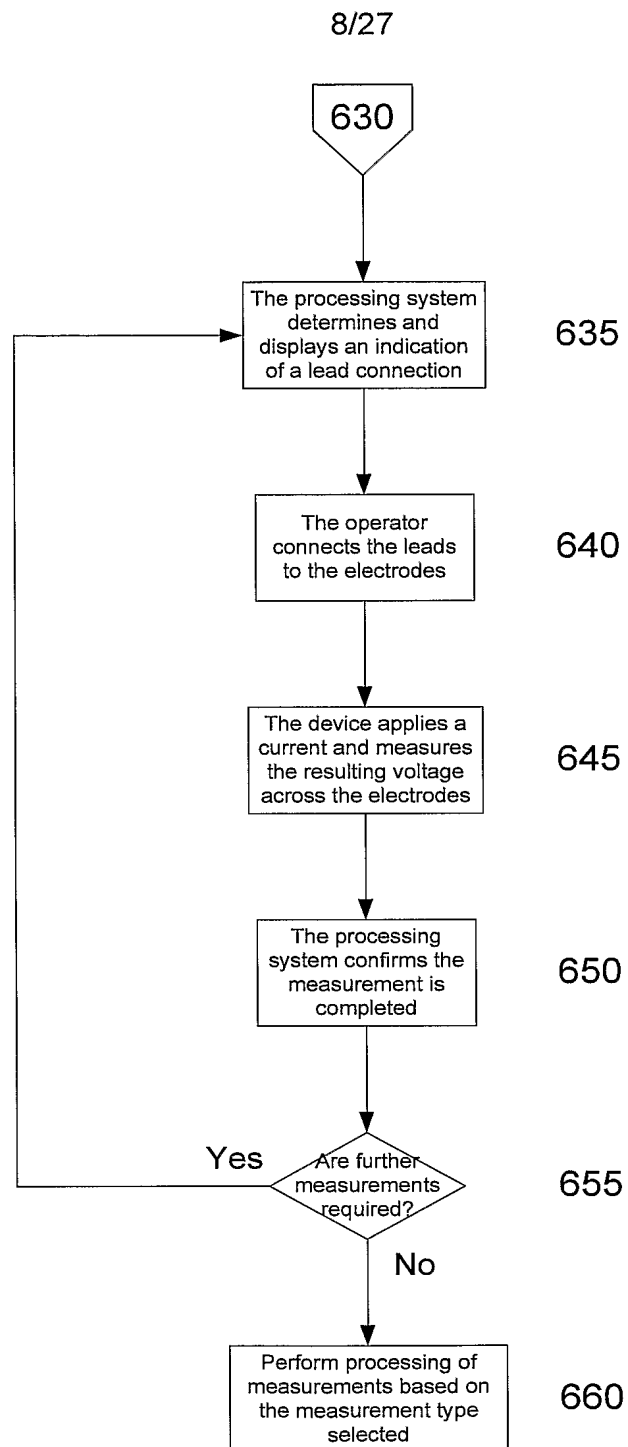 8/27
630
The processing system
determines and
displays an indication
of a lead connection
635
The operator
connects the leads
to the electrodes
640
The device applies a
current and measures
the resulting voltage
across the electrodes
645
The processing
system confirms the
measurement is
completed
650
Yes
Are further
measurements
required?
655
No
Perform processing of
measurements based on
the measurement type
selected
660